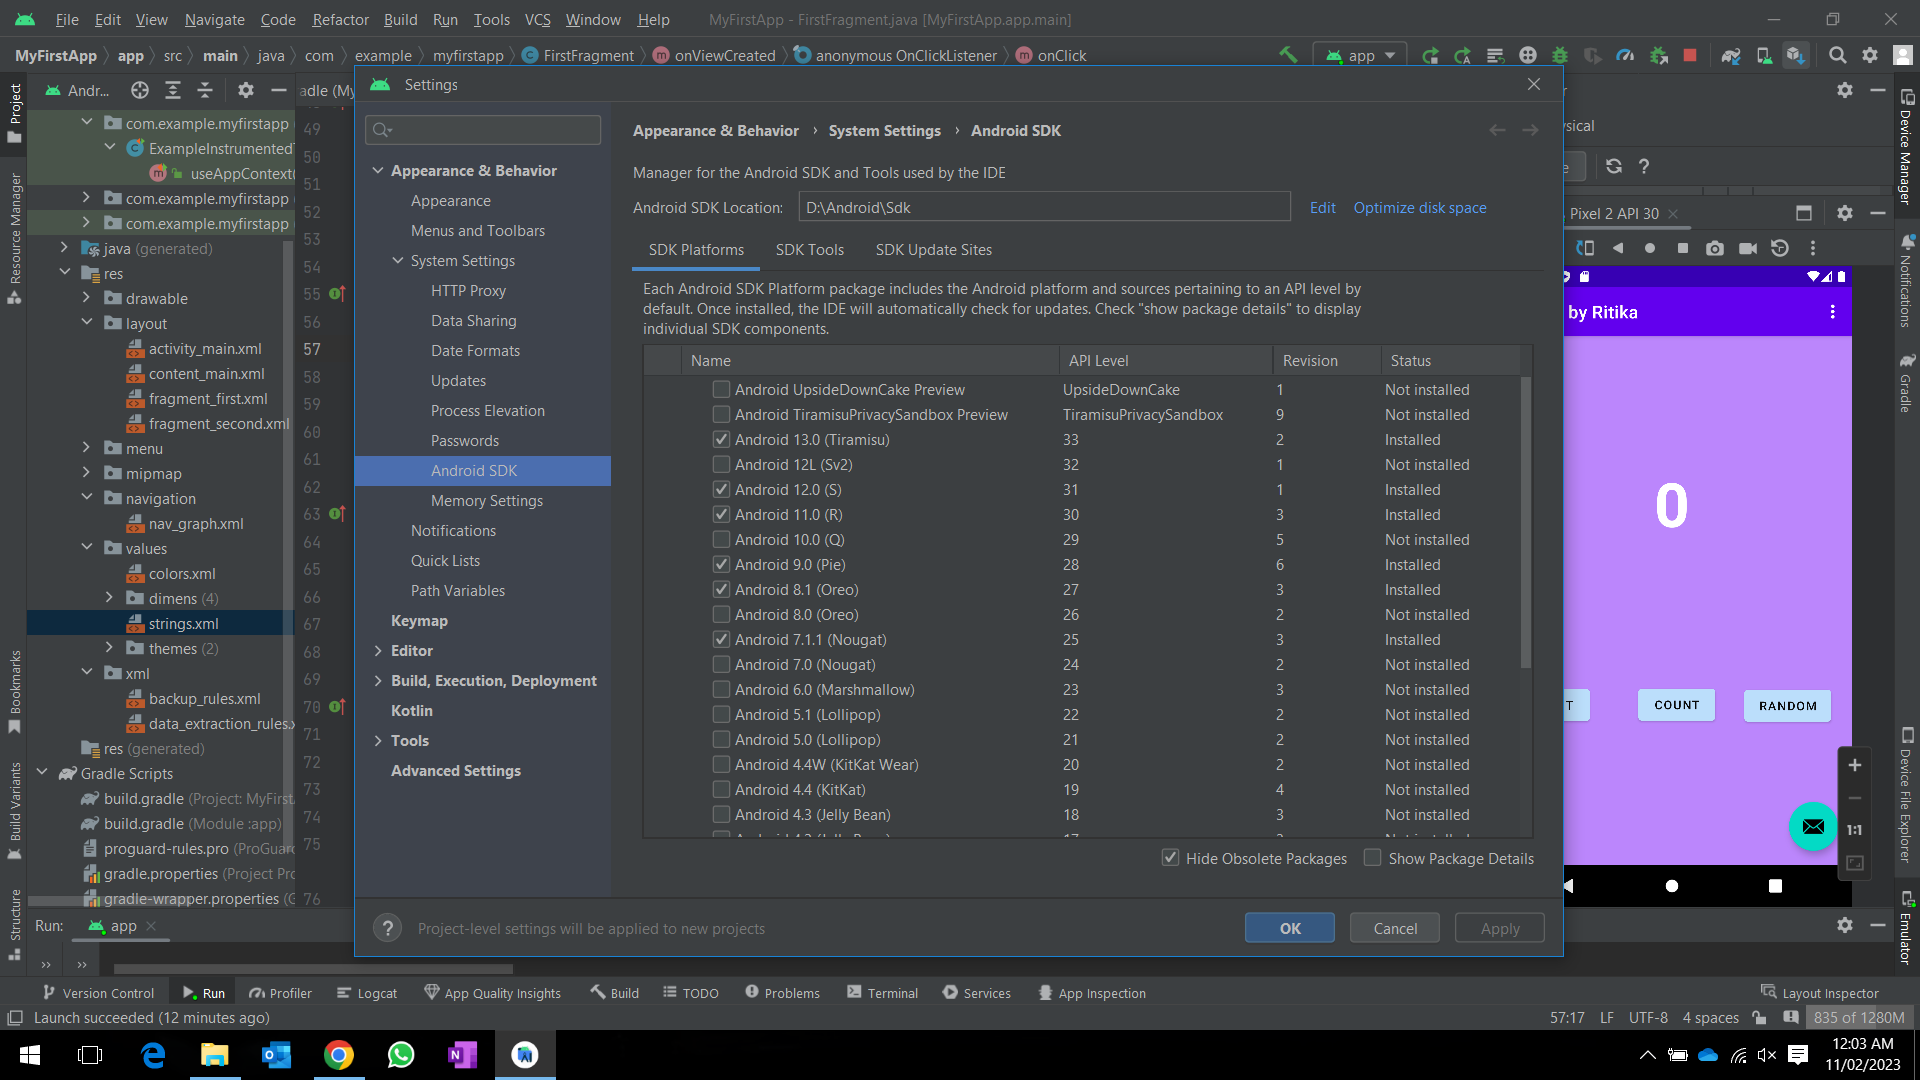 File Edit View Navigate Code Refactor Build Run Tools VCS Window Help MyFirstApp - FirstFragment.java [MyFirstApp.app.main]
MyFirstApp app src main java com example myfirstapp FirstFragment onViewCreated anonymous OnClickListener onClick app
Project
Resource Manager
Bookmarks
Build Variants
Structure
Andr...
com.example.myfirstapp
ExampleInstrumentedT
useAppContext(
com.example.myfirstapp
com.example.myfirstapp
java (generated)
res
drawable
layout
activity_main.xml
content_main.xml
fragment_first.xml
fragment_second.xml
menu
mipmap
navigation
nav_graph.xml
values
colors.xml
dimens (4)
strings.xml
themes (2)
xml
backup_rules.xml
data_extraction_rules.x
res (generated)
Gradle Scripts
build.gradle (Project: MyFirst
build.gradle (Module :app)
proguard-rules.pro (ProGuard
gradle.properties (Project Pro
gradle-wrapper.properties (G
adle (My
49
50
51
52
53
54
55
56
57
58
59
60
61
62
63
64
65
66
67
68
69
70
71
72
73
74
75
76
Settings
Appearance & Behavior
Appearance
Menus and Toolbars
System Settings
HTTP Proxy
Data Sharing
Date Formats
Updates
Process Elevation
Passwords
Android SDK
Memory Settings
Notifications
Quick Lists
Path Variables
Keymap
Editor
Build, Execution, Deployment
Kotlin
Tools
Advanced Settings
Appearance & Behavior › System Settings › Android SDK
Manager for the Android SDK and Tools used by the IDE
Android SDK Location: D:\Android\Sdk Edit Optimize disk space
SDK Platforms SDK Tools SDK Update Sites
Each Android SDK Platform package includes the Android platform and sources pertaining to an API level by
default. Once installed, the IDE will automatically check for updates. Check "show package details" to display
individual SDK components.
Name API Level Revision Status
Android UpsideDownCake Preview UpsideDownCake 1 Not installed
Android TiramisuPrivacySandbox Preview TiramisuPrivacySandbox 9 Not installed
Android 13.0 (Tiramisu) 33 2 Installed
Android 12L (Sv2) 32 1 Not installed
Android 12.0 (S) 31 1 Installed
Android 11.0 (R) 30 3 Installed
Android 10.0 (Q) 29 5 Not installed
Android 9.0 (Pie) 28 6 Installed
Android 8.1 (Oreo) 27 3 Installed
Android 8.0 (Oreo) 26 2 Not installed
Android 7.1.1 (Nougat) 25 3 Installed
Android 7.0 (Nougat) 24 2 Not installed
Android 6.0 (Marshmallow) 23 3 Not installed
Android 5.1 (Lollipop) 22 2 Not installed
Android 5.0 (Lollipop) 21 2 Not installed
Android 4.4W (KitKat Wear) 20 2 Not installed
Android 4.4 (KitKat) 19 4 Not installed
Android 4.3 (Jelly Bean) 18 3 Not installed
Hide Obsolete Packages Show Package Details
? Project-level settings will be applied to new projects OK Cancel Apply
sical
?
Pixel 2 API 30
by Ritika
0
T COUNT RANDOM
1:1
Device Manager
Notifications
Gradle
Device File Explorer
Emulator
Run: app
» »
Version Control Run Profiler Logcat App Quality Insights Build TODO Problems Terminal Services App Inspection Layout Inspector
Launch succeeded (12 minutes ago) 57:17 LF UTF-8 4 spaces 835 of 1280M
12:03 AM
11/02/2023